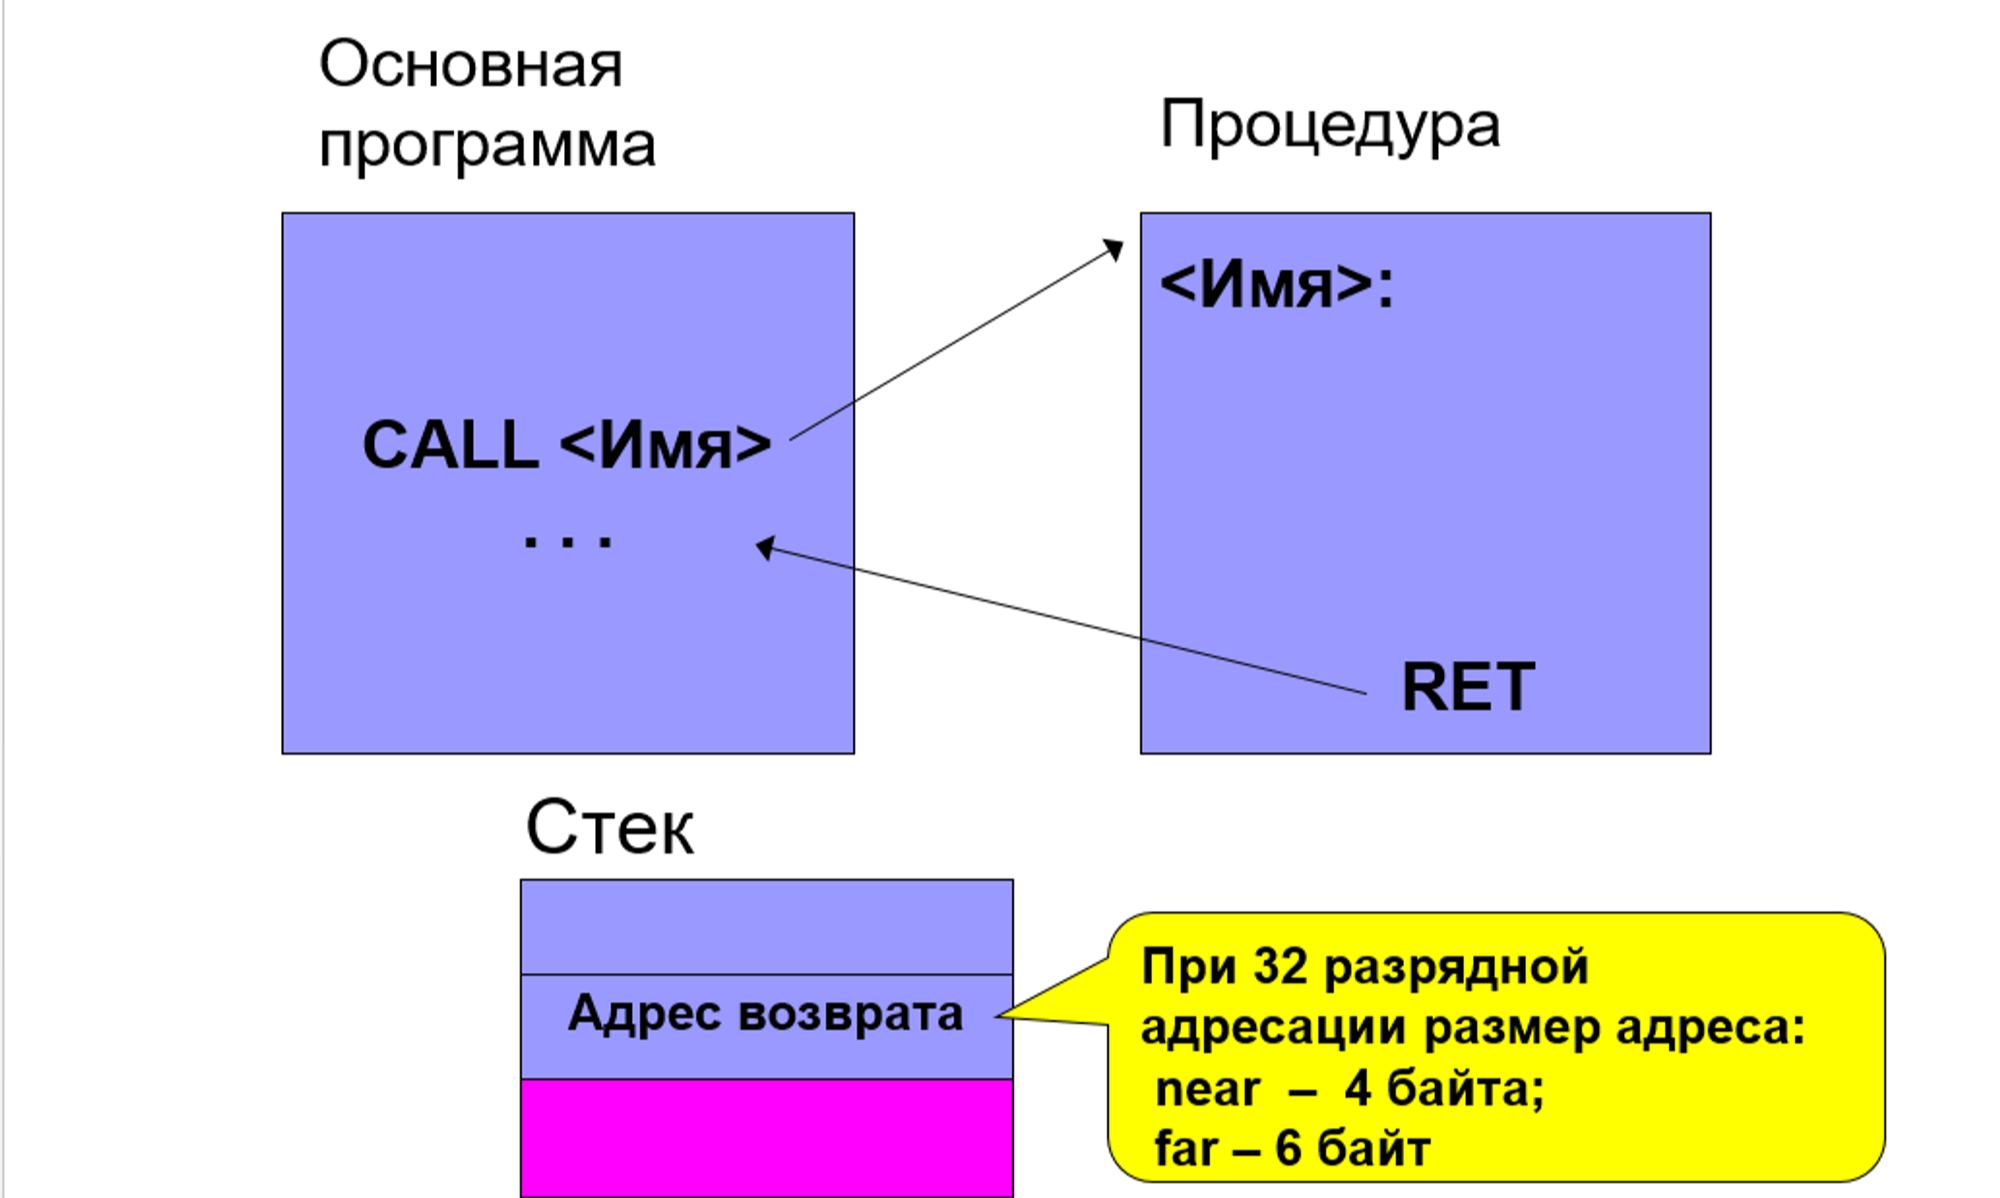 Основная
программа
Процедура
CALL <Имя>
. . .
<Имя>:
RET
Стек
Адрес возврата
При 32 разрядной
адресации размер адреса:
near – 4 байта;
far – 6 байт